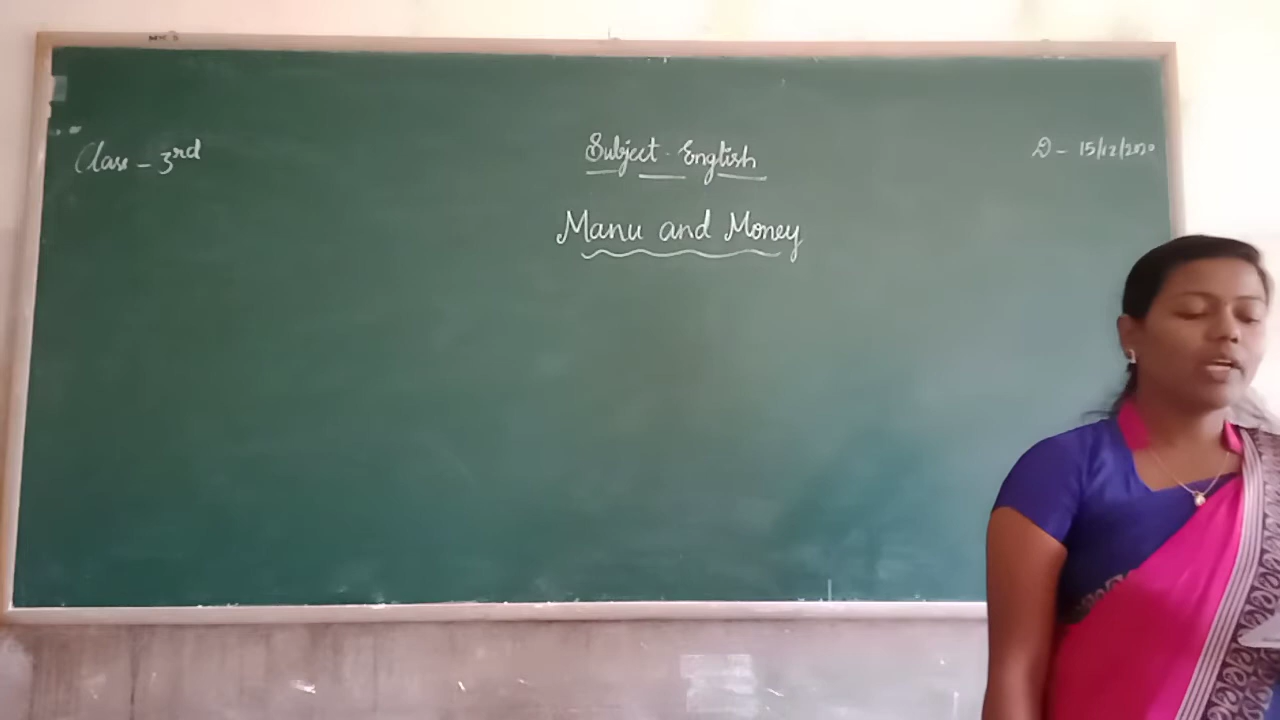 Class - 3rd
Subject - English
D - 15/12/2020
Manu and Money